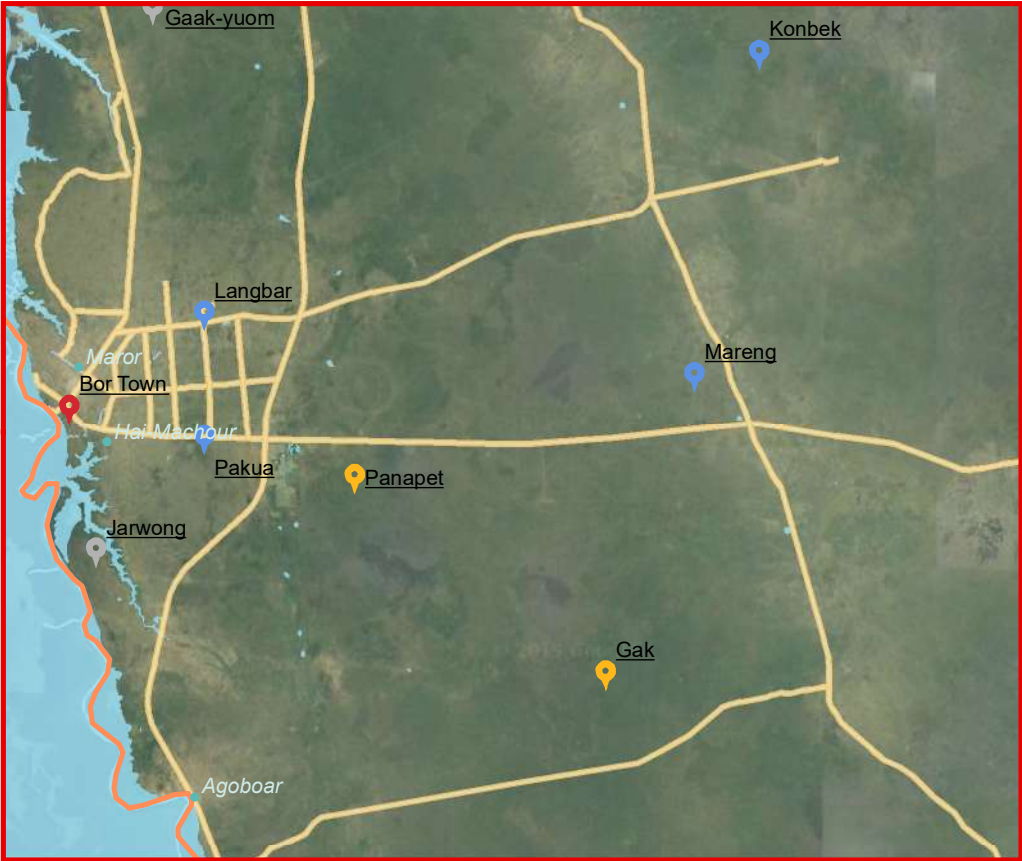 Gaak-yuom
Konbek
Langbar
Mareng
Maror
Bor Town
Hai Machour
Pakua
Panapet
Jarwong
Gak
Agoboar